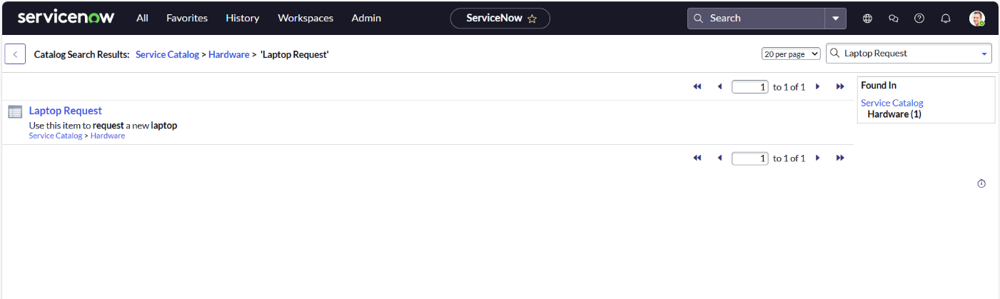 servicenow All Favorites History Workspaces Admin ServiceNow Search
Catalog Search Results: Service Catalog > Hardware > 'Laptop Request' 20 per page Laptop Request
1 to 1 of 1
Found In
Service Catalog
Hardware (1)
Laptop Request
Use this item to request a new laptop
Service Catalog > Hardware
1 to 1 of 1